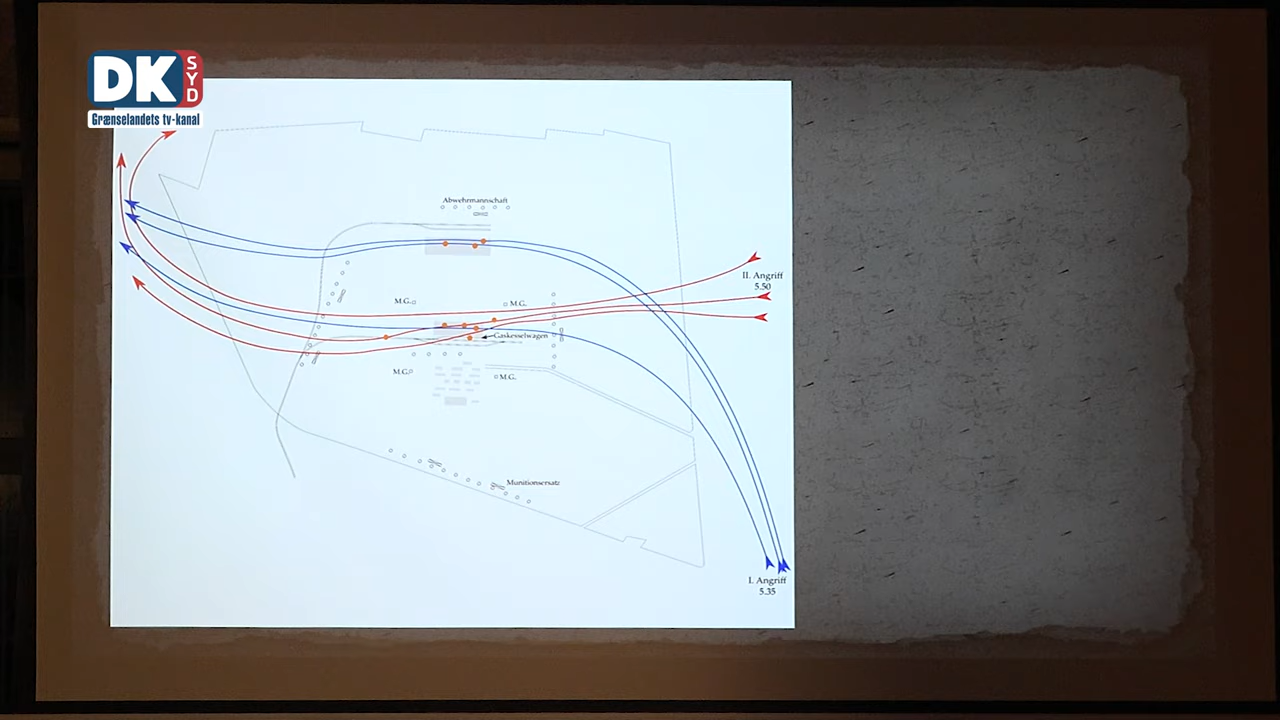 DK
SYD
Grænselandets tv-kanal
Abwehrmannschaft
II. Angriff
5.50
M.G.
M.G.
Gaskesselwagen
M.G.
M.G.
Munitionsersatz
I. Angriff
5.35